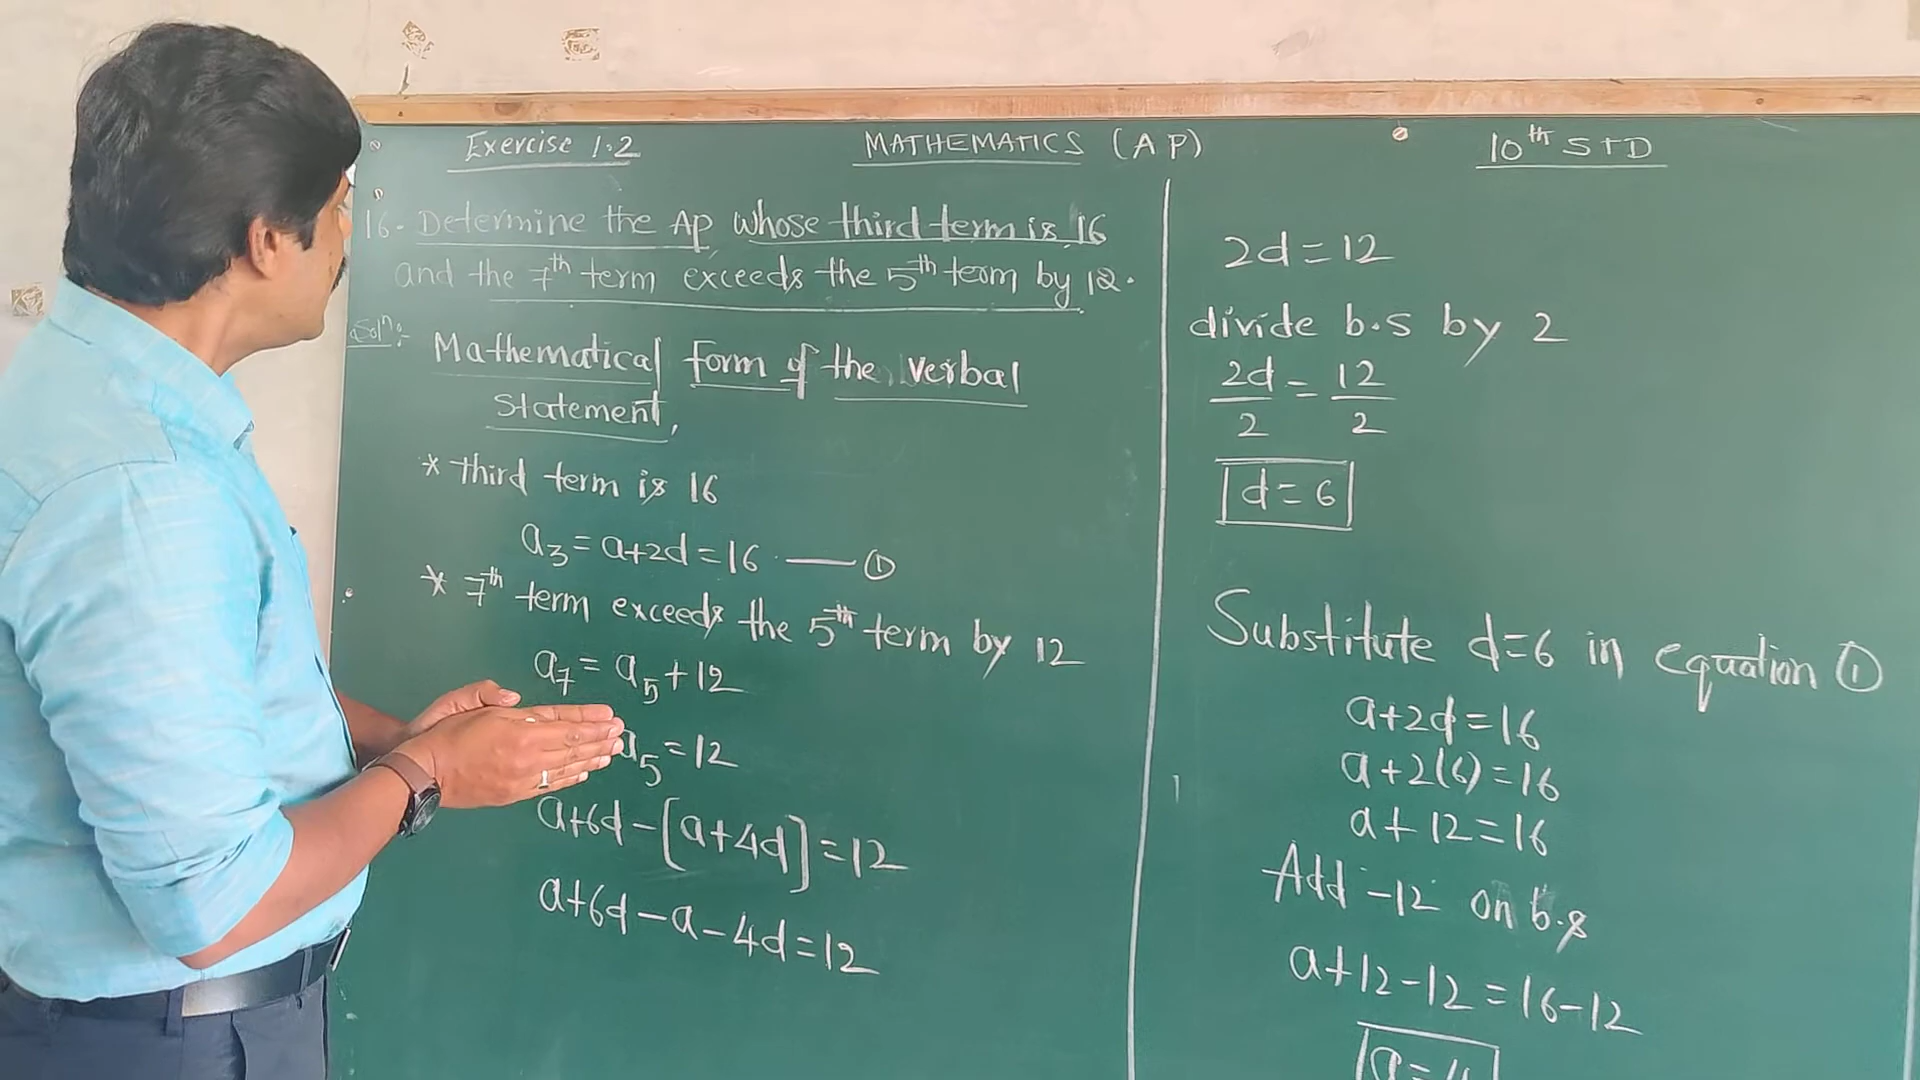 Exercise 1.2
MATHEMATICS (A P)
10th STD
16. Determine the Ap whose third term is 16
and the 7th term exceeds the 5th term by 12.
Soln:-
Mathematical form of the verbal
statement,
* third term is 16
a3 = a+2d = 16 —— ①
* 7th term exceeds the 5th term by 12
a7 = a5 + 12
a5 = 12
a+6d-[a+4d] = 12
a+6d-a-4d = 12
2d = 12
divide b.s by 2
2d/2 = 12/2
d = 6
Substitute d=6 in equation ①
a+2d = 16
a+2(6) = 16
a+12 = 16
Add -12 on b.s
a+12-12 = 16-12
a = 4